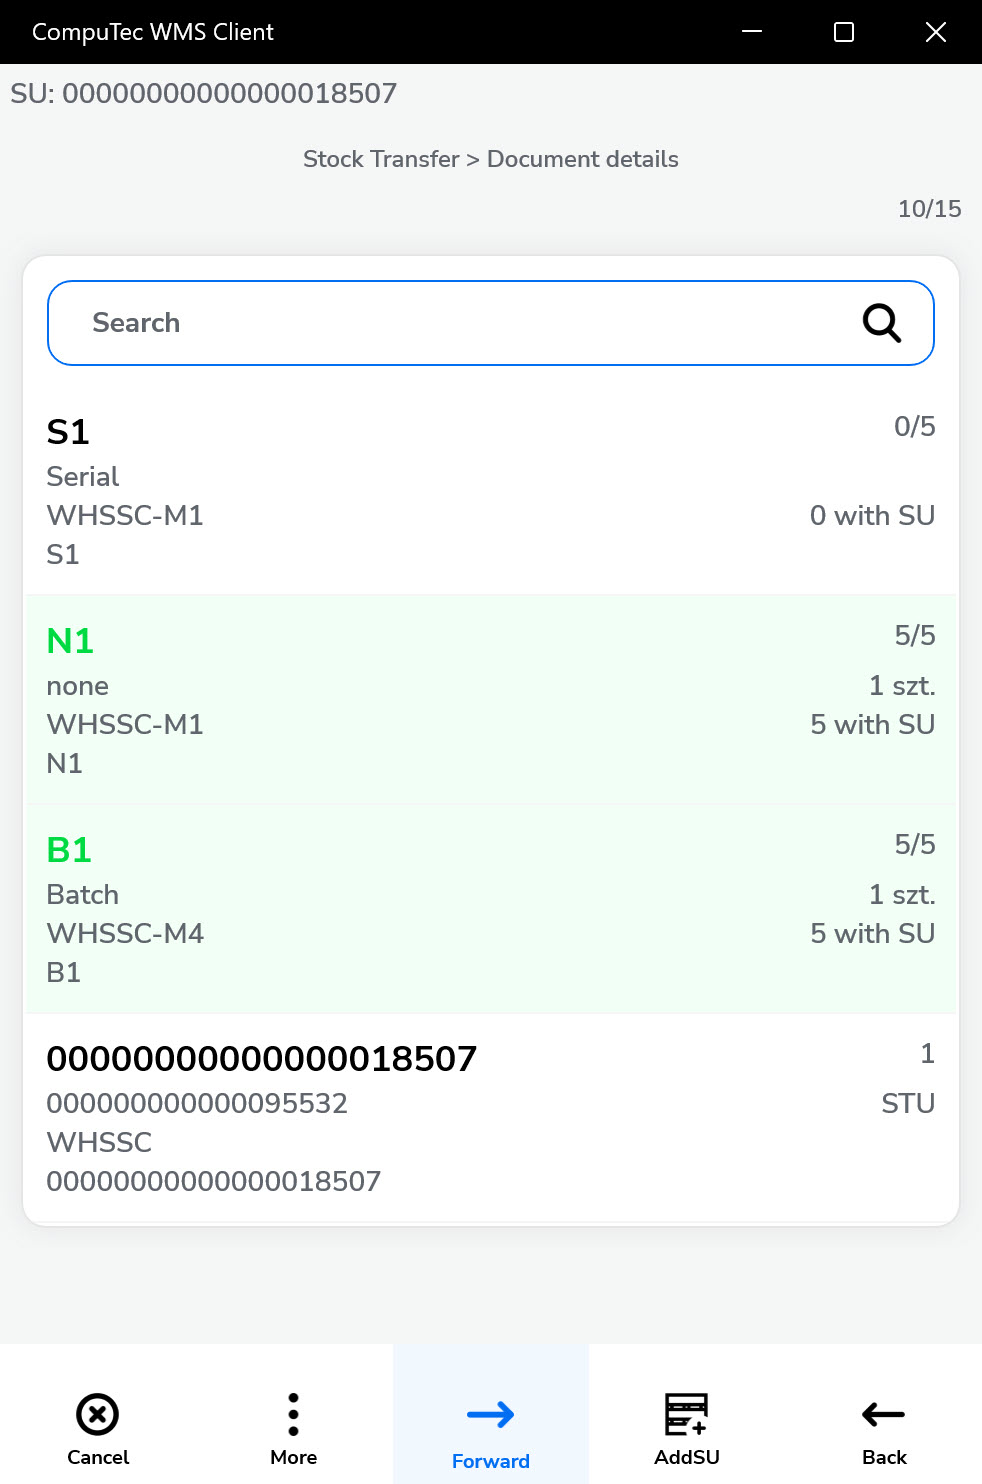 CompuTec WMS Client
SU: 00000000000000018507
Stock Transfer > Document details
10/15
Search
S1
0/5
Serial
WHSSC-M1
0 with SU
S1
N1
5/5
none
1 szt.
WHSSC-M1
5 with SU
N1
B1
5/5
Batch
1 szt.
WHSSC-M4
5 with SU
B1
00000000000000018507
1
000000000000095532
STU
WHSSC
00000000000000018507
Cancel
More
Forward
AddSU
Back